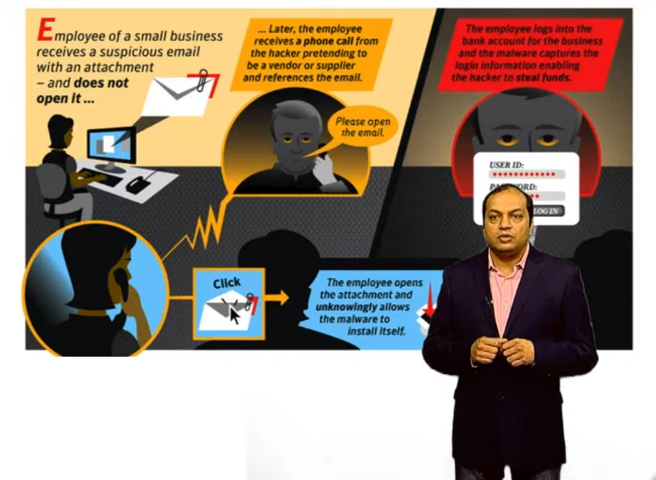 Employee of a small business
receives a suspicious email
with an attachment
– and does not
open it ...
... Later, the employee
receives a phone call from
the hacker pretending to
be a vendor or supplier
and references the email.
Please open
the email.
The employee logs into the
bank account for the business
and the malware captures the
login information enabling
the hacker to steal funds.
USER ID:
LOG IN
Click
The employee opens
the attachment and
unknowingly allows
the malware to
install itself.